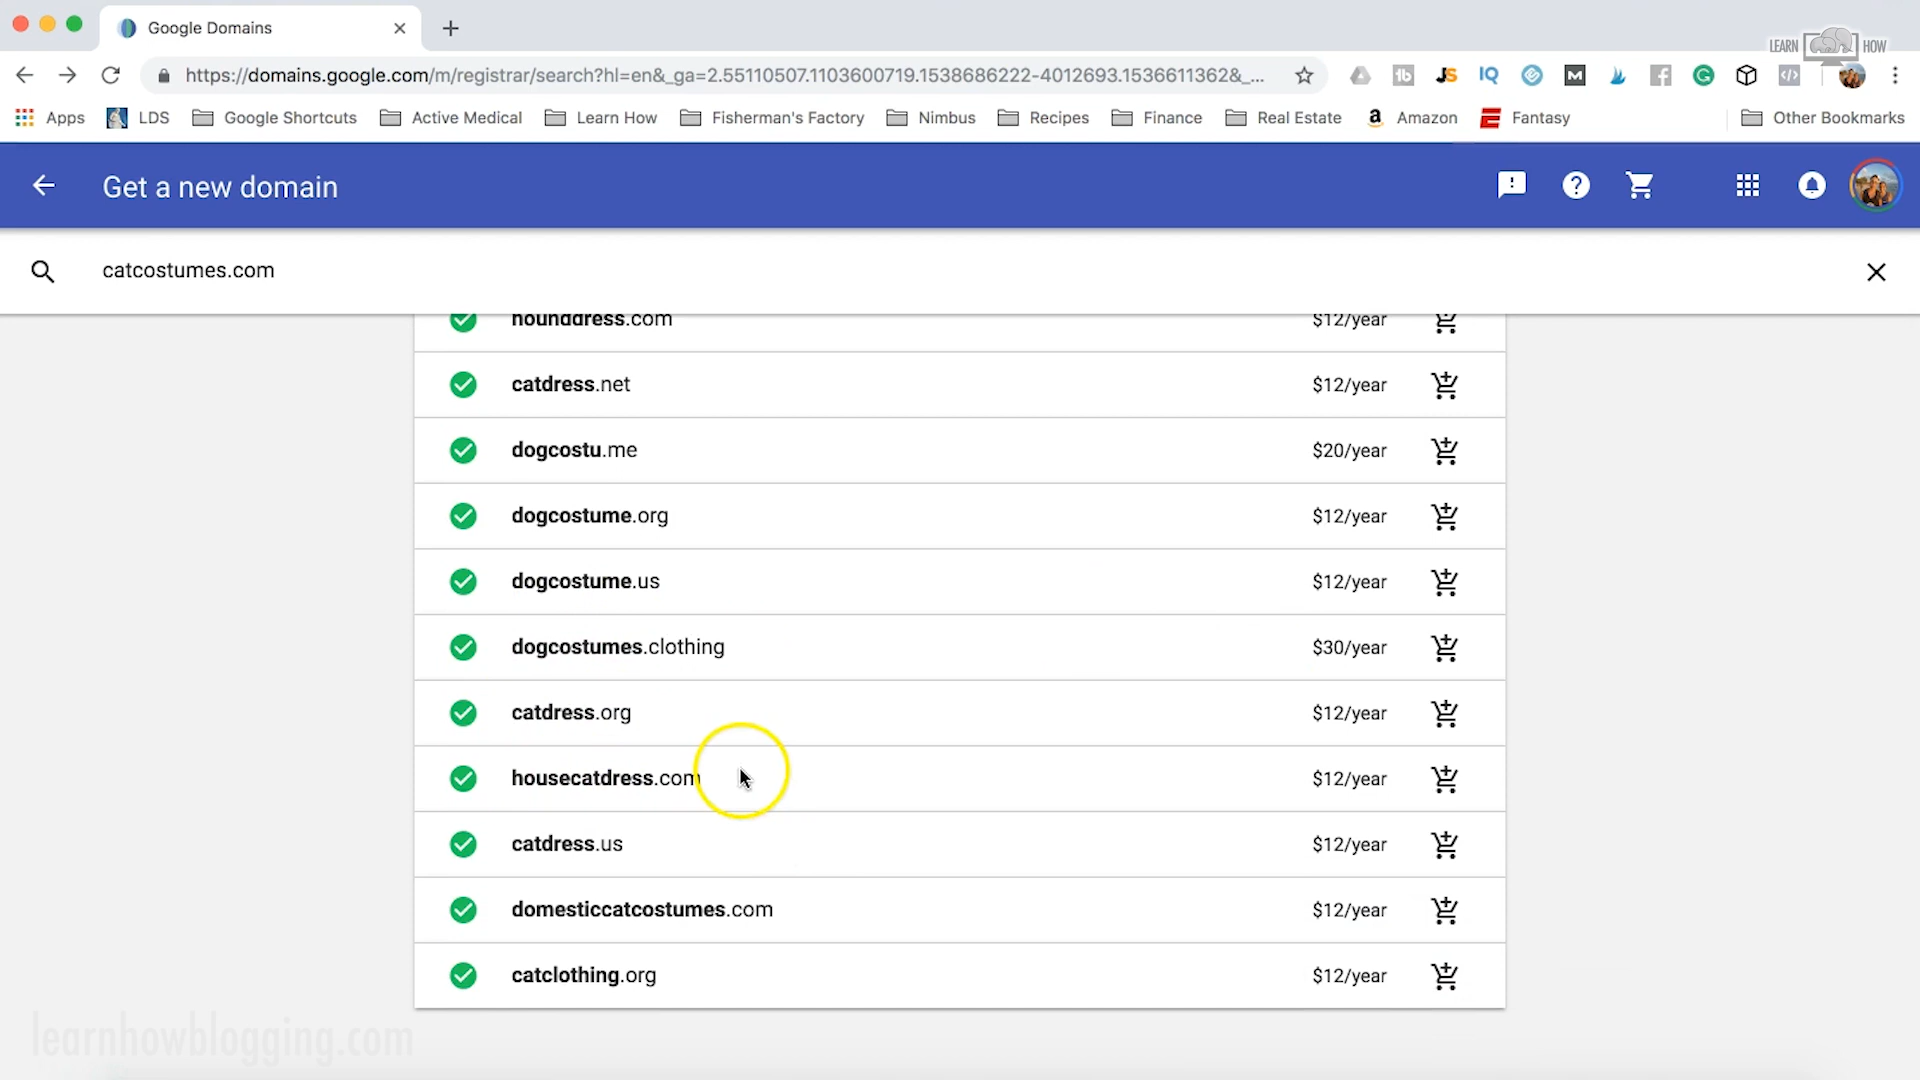 Google Domains
LEARN HOW
https://domains.google.com/m/registrar/search?hl=en&_ga=2.55110507.1103600719.1538686222-4012693.1536611362&_...
Apps LDS Google Shortcuts Active Medical Learn How Fisherman's Factory Nimbus Recipes Finance Real Estate Amazon Fantasy Other Bookmarks
Get a new domain
catcostumes.com
hounddress.com $12/year
catdress.net $12/year
dogcostu.me $20/year
dogcostume.org $12/year
dogcostume.us $12/year
dogcostumes.clothing $30/year
catdress.org $12/year
housecatdress.com $12/year
catdress.us $12/year
domesticcatcostumes.com $12/year
catclothing.org $12/year
learnhowblogging.com